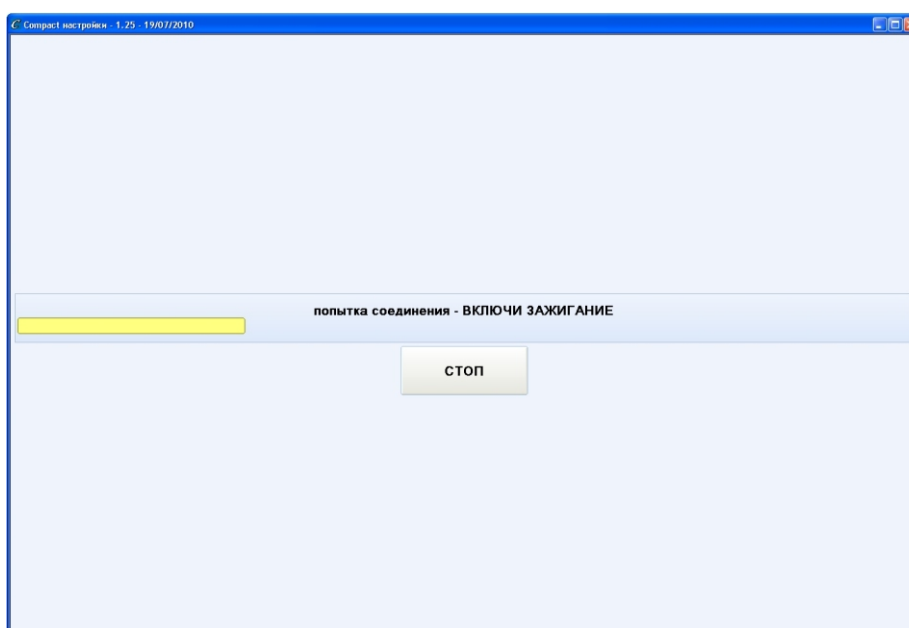 Compact настройки - 1.25 - 19/07/2010
попытка соединения - ВКЛЮЧИ ЗАЖИГАНИЕ
СТОП